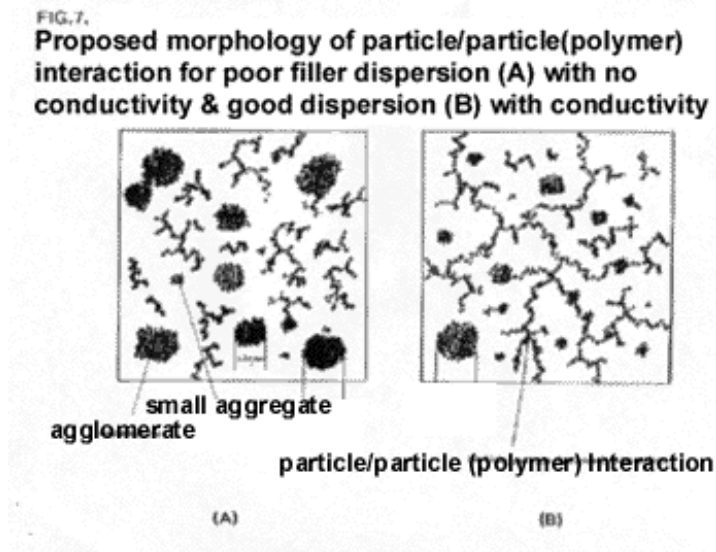 FIG.7.
Proposed morphology of particle/particle(polymer)
interaction for poor filler dispersion (A) with no
conductivity & good dispersion (B) with conductivity
small aggregate
agglomerate
particle/particle (polymer) Interaction
(A)
(B)